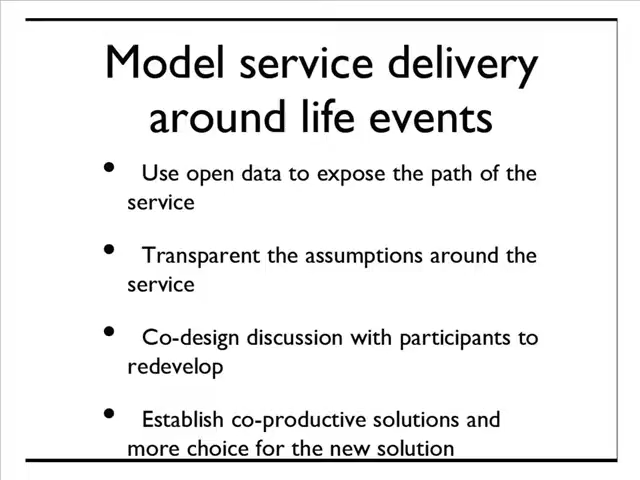 Model service delivery
around life events
• Use open data to expose the path of the
service
• Transparent the assumptions around the
service
• Co-design discussion with participants to
redevelop
• Establish co-productive solutions and
more choice for the new solution